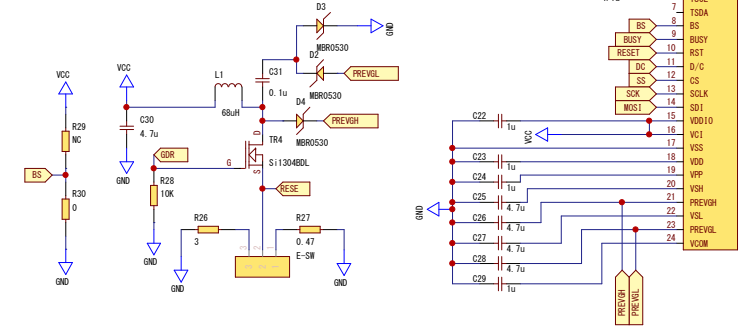 VCC
R29
NC
BS
R30
0
GND
VCC
C30
4.7u
GND
L1
68uH
C31
0.1u
D3
MBR0530
GND
D2
MBR0530
PREVGL
D4
MBR0530
PREVGH
GDR
R28
10K
GND
D
G
S
TR4
Si1304BDL
RESE
R26
3
GND
3
2
1
R27
0.47
E-SW
GND
7 TSDA
BS 8 BS
BUSY 9 BUSY
RESET 10 RST
DC 11 D/C
SS 12 CS
SCK 13 SCLK
MOSI 14 SDI
15 VDDIO
16 VCI
17 VSS
18 VDD
19 VPP
20 VSH
21 PREVGH
22 VSL
23 PREVGL
24 VCOM
C22
1u
VCC
C23
1u
C24
1u
C25
4.7u
C26
4.7u
C27
4.7u
C28
4.7u
C29
1u
GND
PREVGH
PREVGL